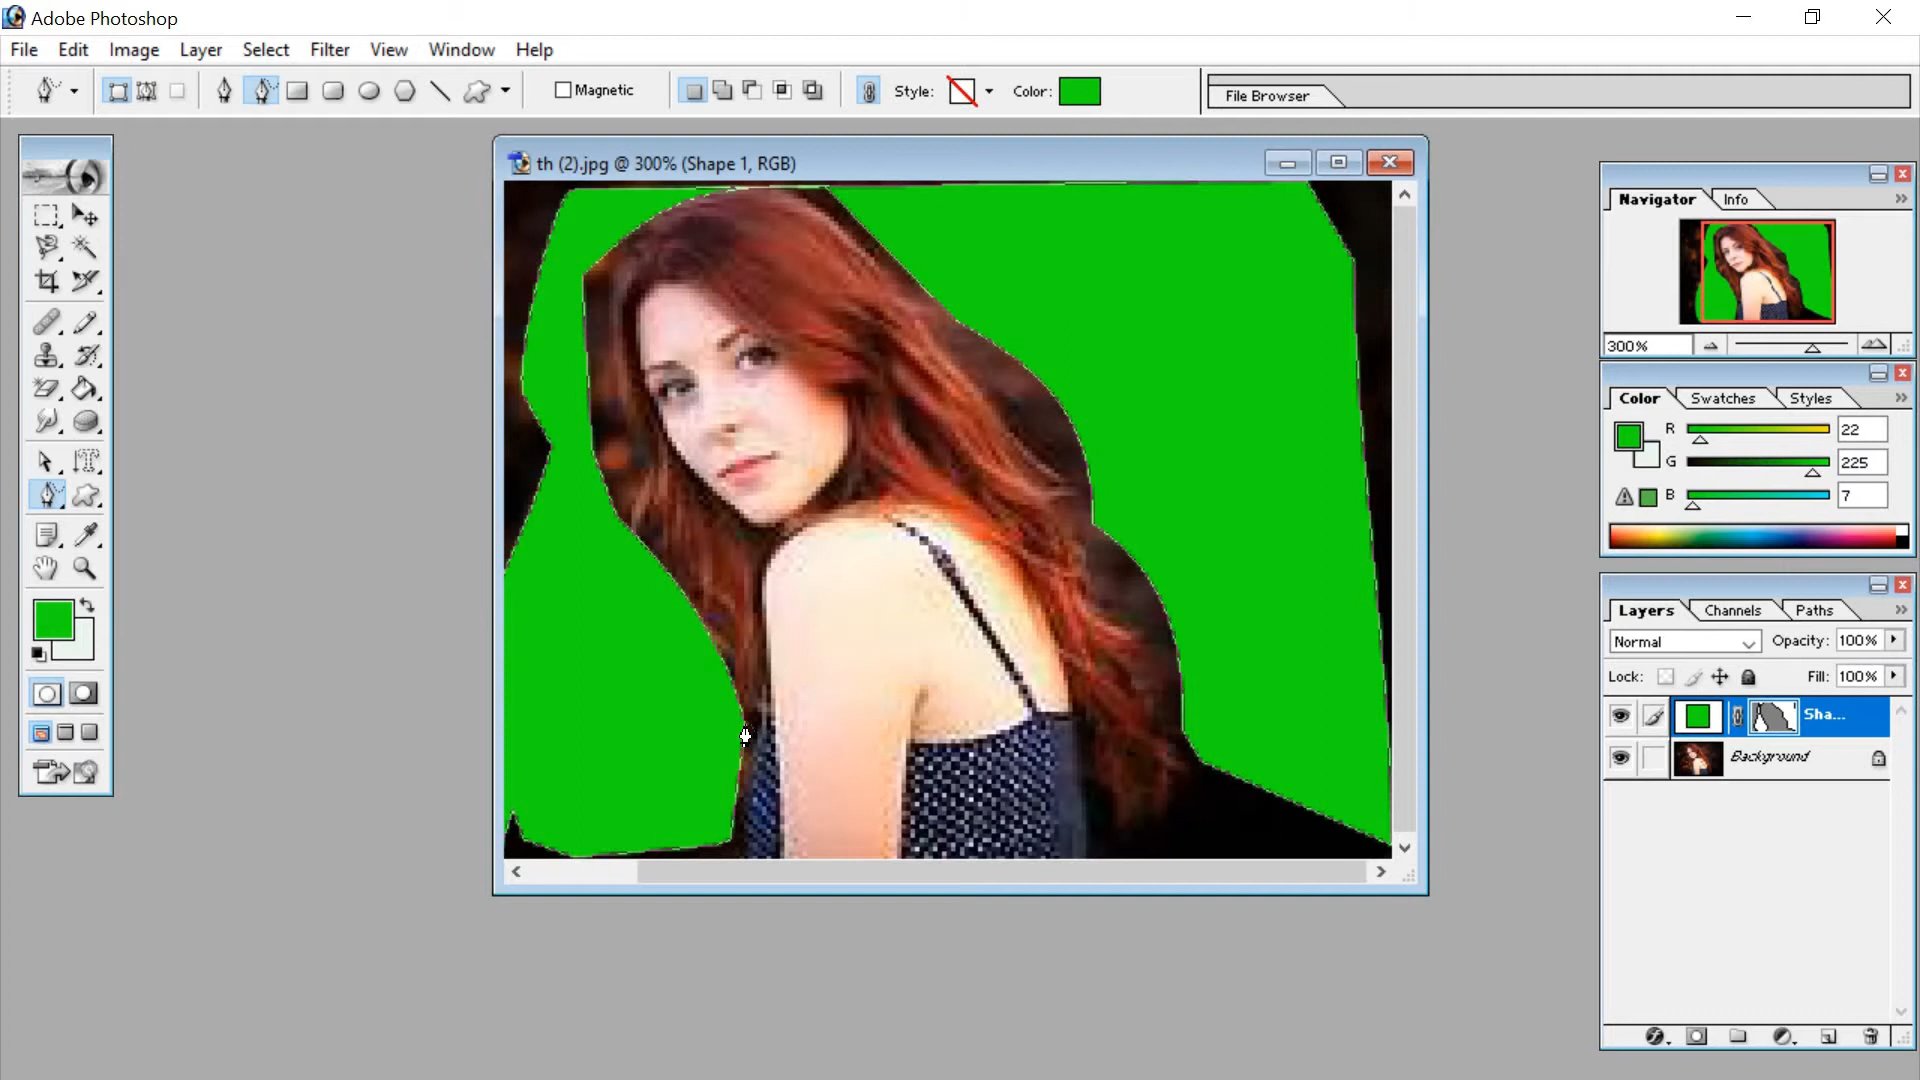 Adobe Photoshop
File Edit Image Layer Select Filter View Window Help
Magnetic Style: Color: File Browser
th (2).jpg @ 300% (Shape 1, RGB)
Navigator Info
300%
Color Swatches Styles
R 22
G 225
B 7
Layers Channels Paths
Normal Opacity: 100%
Lock: Fill: 100%
Sha...
Background